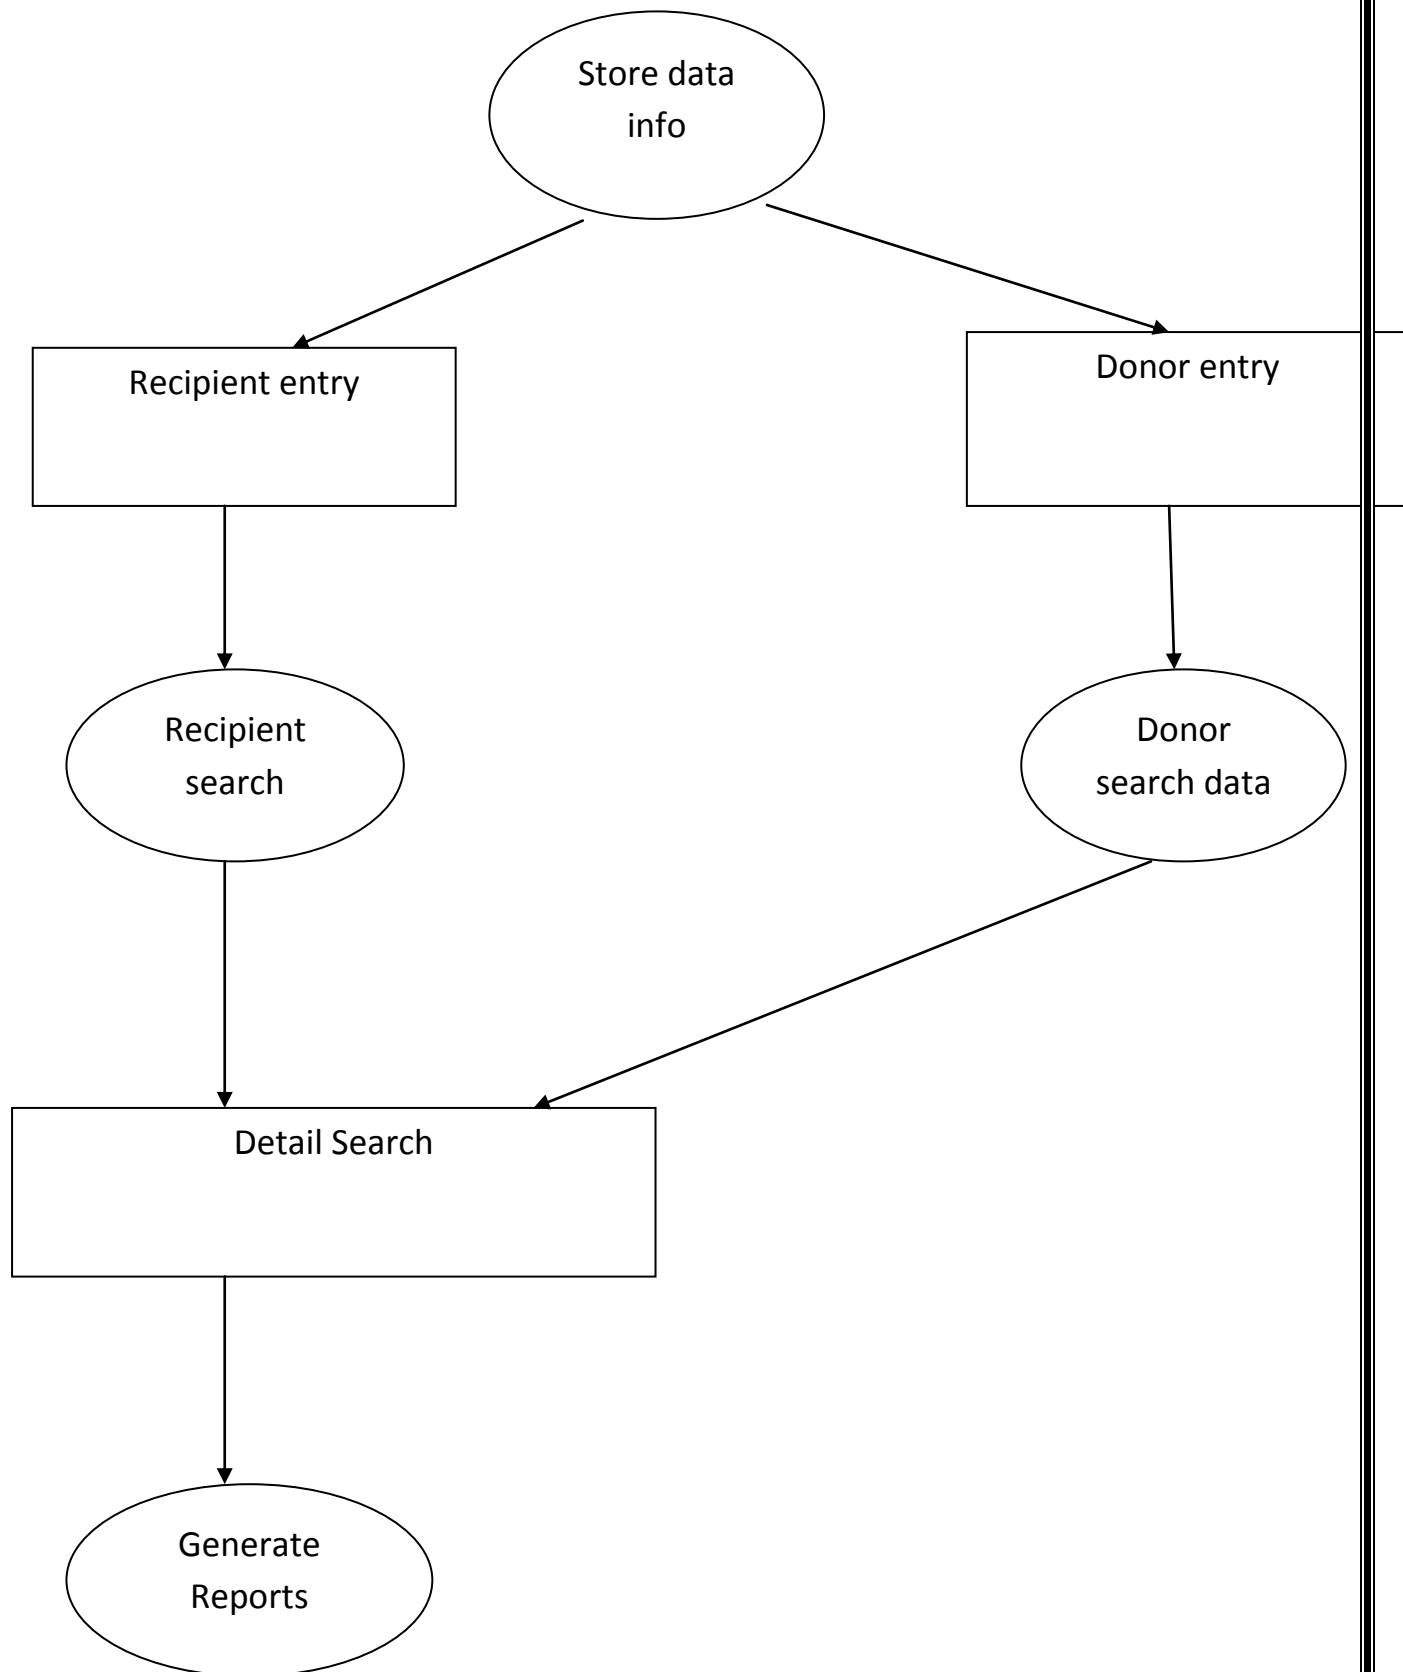 Store data
info
Recipient entry
Donor entry
Recipient
search
Donor
search data
Detail Search
Generate
Reports